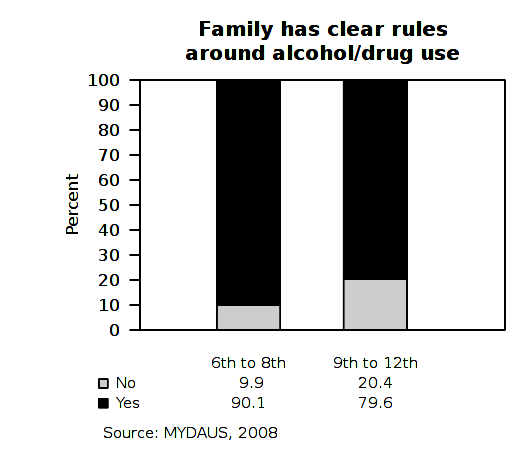 Family has clear rules
around alcohol/drug use
100
90
80
70
60
50
40
30
20
10
0
Percent
6th to 8th 9th to 12th
No 9.9 20.4
Yes 90.1 79.6
Source: MYDAUS, 2008